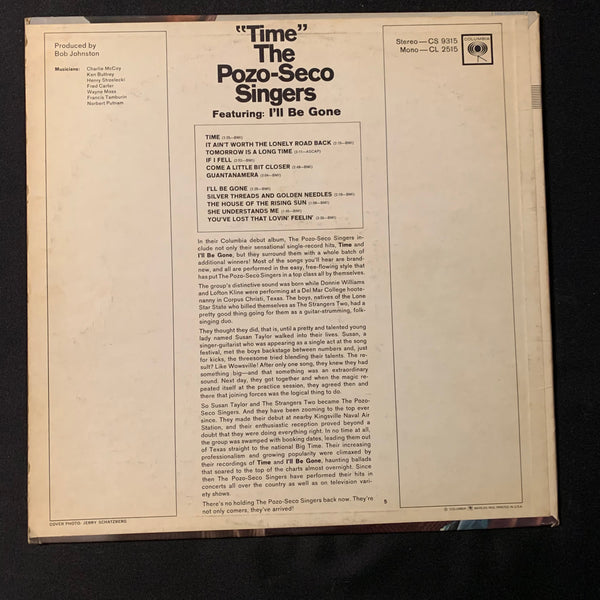 Produced by
Bob Johnston
Musicians: Charlie McCoy
Ken Buttrey
Henry Strzelecki
Fred Carter
Wayne Moss
Francis Tamburin
Norbert Putnam
"Time"
The
Pozo-Seco
Singers
Featuring: I'll Be Gone
Stereo—CS 9315
Mono—CL 2515
COLUMBIA
TIME
IT AIN'T WORTH THE LONELY ROAD BACK
TOMORROW IS A LONG TIME
IF I FELL
COME A LITTLE BIT CLOSER
GUANTANAMERA
I'LL BE GONE
SILVER THREADS AND GOLDEN NEEDLES
THE HOUSE OF THE RISING SUN
SHE UNDERSTANDS ME
YOU'VE LOST THAT LOVIN' FEELIN'
In their Columbia debut album, The Pozo-Seco Singers in-
clude not only their sensational single-record hits, Time and
I'll Be Gone, but they surround them with a whole batch of
additional winners! Most of the songs you'll hear are brand-
new, and all are performed in the easy, free-flowing style that
has put The Pozo-Seco Singers in a top class all by themselves.
The group's distinctive sound was born while Donnie Williams
and Lofton Kline were performing at a Del Mar College hoote-
nanny in Corpus Christi, Texas. The boys, natives of the Lone
Star State who billed themselves as The Strangers Two, had a
pretty good thing going for them as a guitar-strumming, folk-
singing duo.
They thought they did, that is, until a pretty and talented young
lady named Susan Taylor walked into their lives. Susan, a
singer-guitarist who was appearing as a single act at the song
festival, met the boys backstage between numbers and, just
for kicks, the threesome tried blending their talents. The re-
sult? Like Wowsville! After only one song, they knew they had
something big—and that something was an extraordinary
sound. Next day, they got together and when the magic re-
peated itself at the practice session, they agreed then and
there that joining forces was the logical thing to do.
So Susan Taylor and The Strangers Two became The Pozo-
Seco Singers. And they have been zooming to the top ever
since. They made their debut at nearby Kingsville Naval Air
Station, and their enthusiastic reception proved beyond a
doubt that they were doing everything right. In no time at all,
the group was swamped with booking dates, leading them out
of Texas straight to the national Big Time. Their increasing
professionalism and growing popularity were climaxed by
their recordings of Time and I'll Be Gone, haunting ballads
that soared to the top of the charts almost overnight. Since
then The Pozo-Seco Singers have performed their hits in
concerts all over the country as well as on television vari-
ety shows.
There's no holding The Pozo-Seco Singers back now. They're
not only comers, they've arrived!
5
COVER PHOTO: JERRY SCHATZBERG
© COLUMBIA MARCAS REG. PRINTED IN U.S.A.